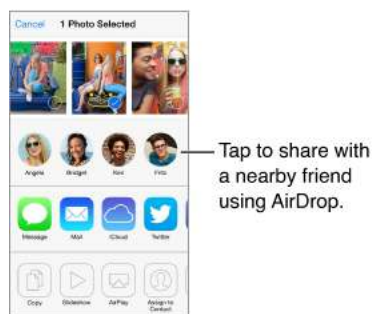 Cancel 1 Photo Selected
Angela Bridget Ravi Fritz
Tap to share with
a nearby friend
using AirDrop.
Message Mail iCloud Twitter
Copy Slideshow AirPlay Assign to
Contact